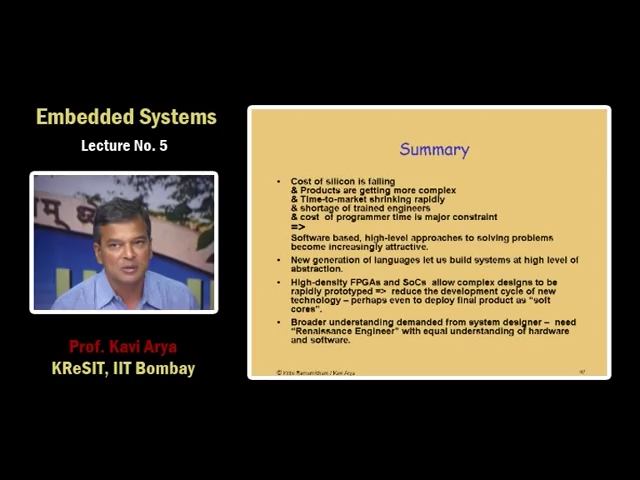 Embedded Systems
Lecture No. 5
Prof. Kavi Arya
KReSIT, IIT Bombay
Summary
• Cost of silicon is falling
& Products are getting more complex
& Time-to-market shrinking rapidly
& shortage of trained engineers
& cost of programmer time is major constraint
=>
Software based, high-level approaches to solving problems
become increasingly attractive.
• New generation of languages let us build systems at high level of
abstraction.
• High-density FPGAs and SoCs allow complex designs to be
rapidly prototyped => reduce the development cycle of new
technology – perhaps even to deploy final product as "soft
cores".
• Broader understanding demanded from system designer – need
"Renaissance Engineer" with equal understanding of hardware
and software.
Ramamritham / Kavi Arya